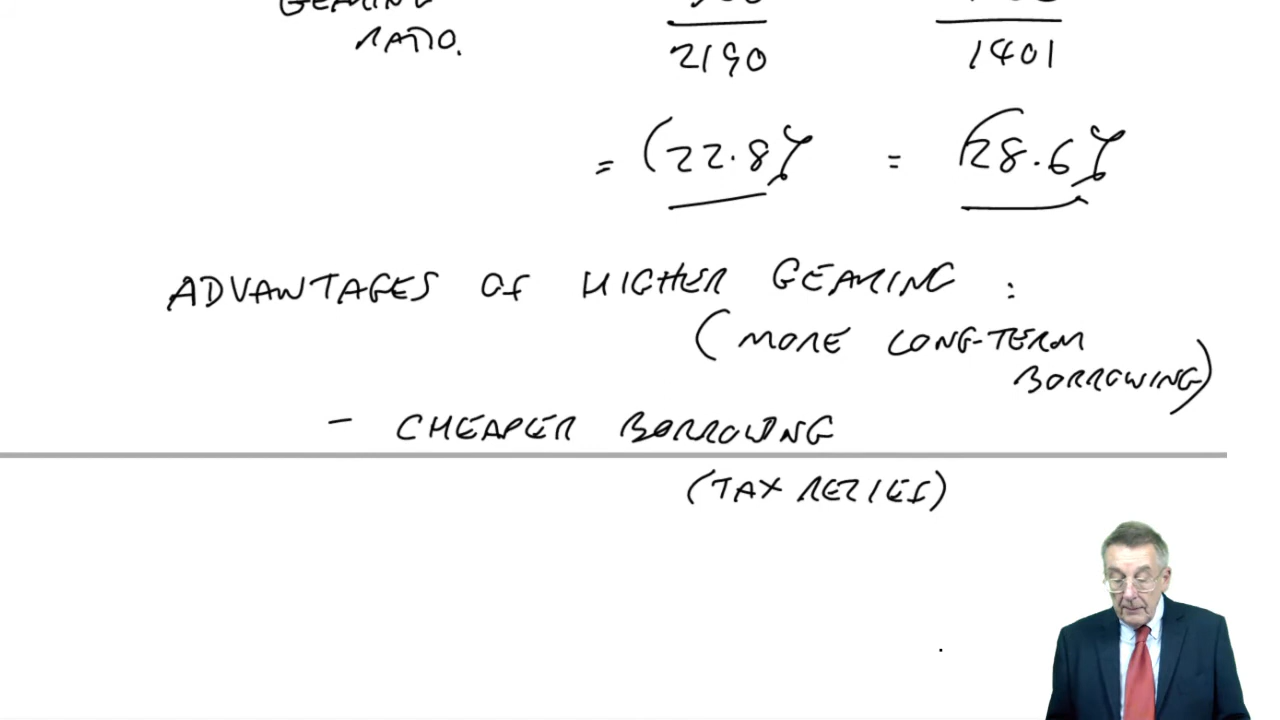 GEARING
RATIO.
2190 1401
= (22.8% = (28.6%
ADVANTAGES OF HIGHER GEARING :
(MORE LONG-TERM
BORROWING)
- CHEAPER BORROWING
(TAX RELIEF)